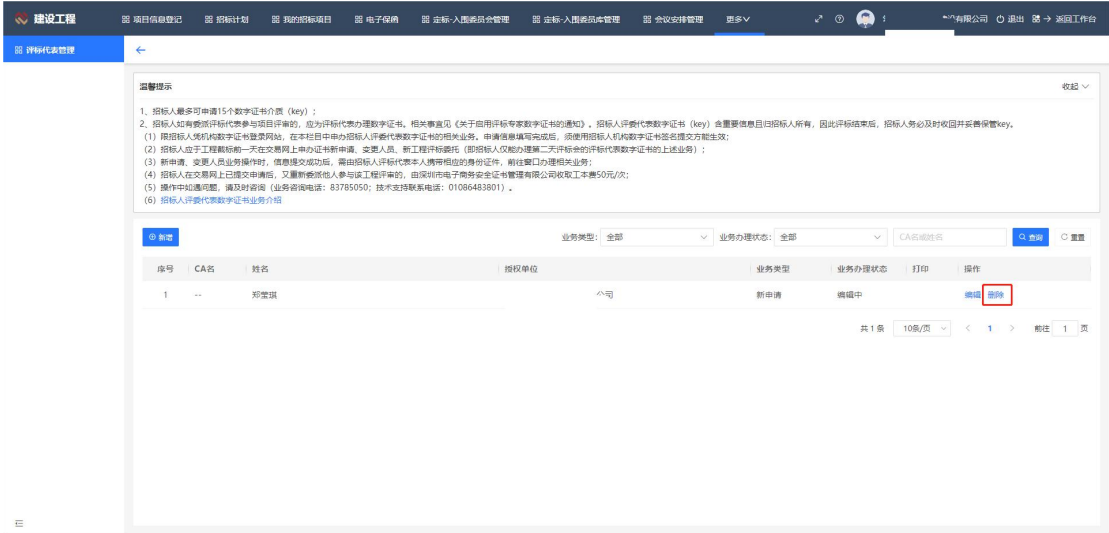 建设工程
项目信息登记
招标计划
我的招标项目
电子保函
定标-入围委员会管理
定标-入围委员库管理
会议安排管理
更多
有限公司
退出
返回工作台
评标代表管理
温馨提示
收起
1、招标人最多可申请15个数字证书介质（key）；
2、招标人如有委派评标代表参与项目评审的，应为评标代表办理数字证书。相关事宜见《关于启用评标专家数字证书的通知》。招标人评委代表数字证书（key）含重要信息且归招标人所有，因此评标结束后，招标人务必及时收回并妥善保管key。
（1）限招标人凭机构数字证书登录网站，在本栏目中申办招标人评委代表数字证书的相关业务。申请信息填写完成后，须使用招标人机构数字证书签名提交方能生效；
（2）招标人应于工程截标前一天在交易网上申办证书新申请、变更人员、新工程评标委托（即招标人仅能办理第二天评标会的评标代表数字证书的上述业务）；
（3）新申请、变更人员业务操作时，信息提交成功后，需由招标人评标代表本人携带相应的身份证件，前往窗口办理相关业务；
（4）招标人在交易网上已提交申请后，又重新委派他人参与该工程评审的，由深圳市电子商务安全证书管理有限公司收取工本费50元/次；
（5）操作中如遇问题，请及时咨询（业务咨询电话：83785050；技术支持联系电话：01086483801）。
（6）招标人评委代表数字证书业务介绍
新增
业务类型： 全部
业务办理状态： 全部
CA名或姓名
查询
重置
序号 CA名 姓名 授权单位 业务类型 业务办理状态 打印 操作
1 -- 郑莹琪 公司 新申请 编辑中 编辑 删除
共 1 条 10条/页 < 1 > 前往 1 页